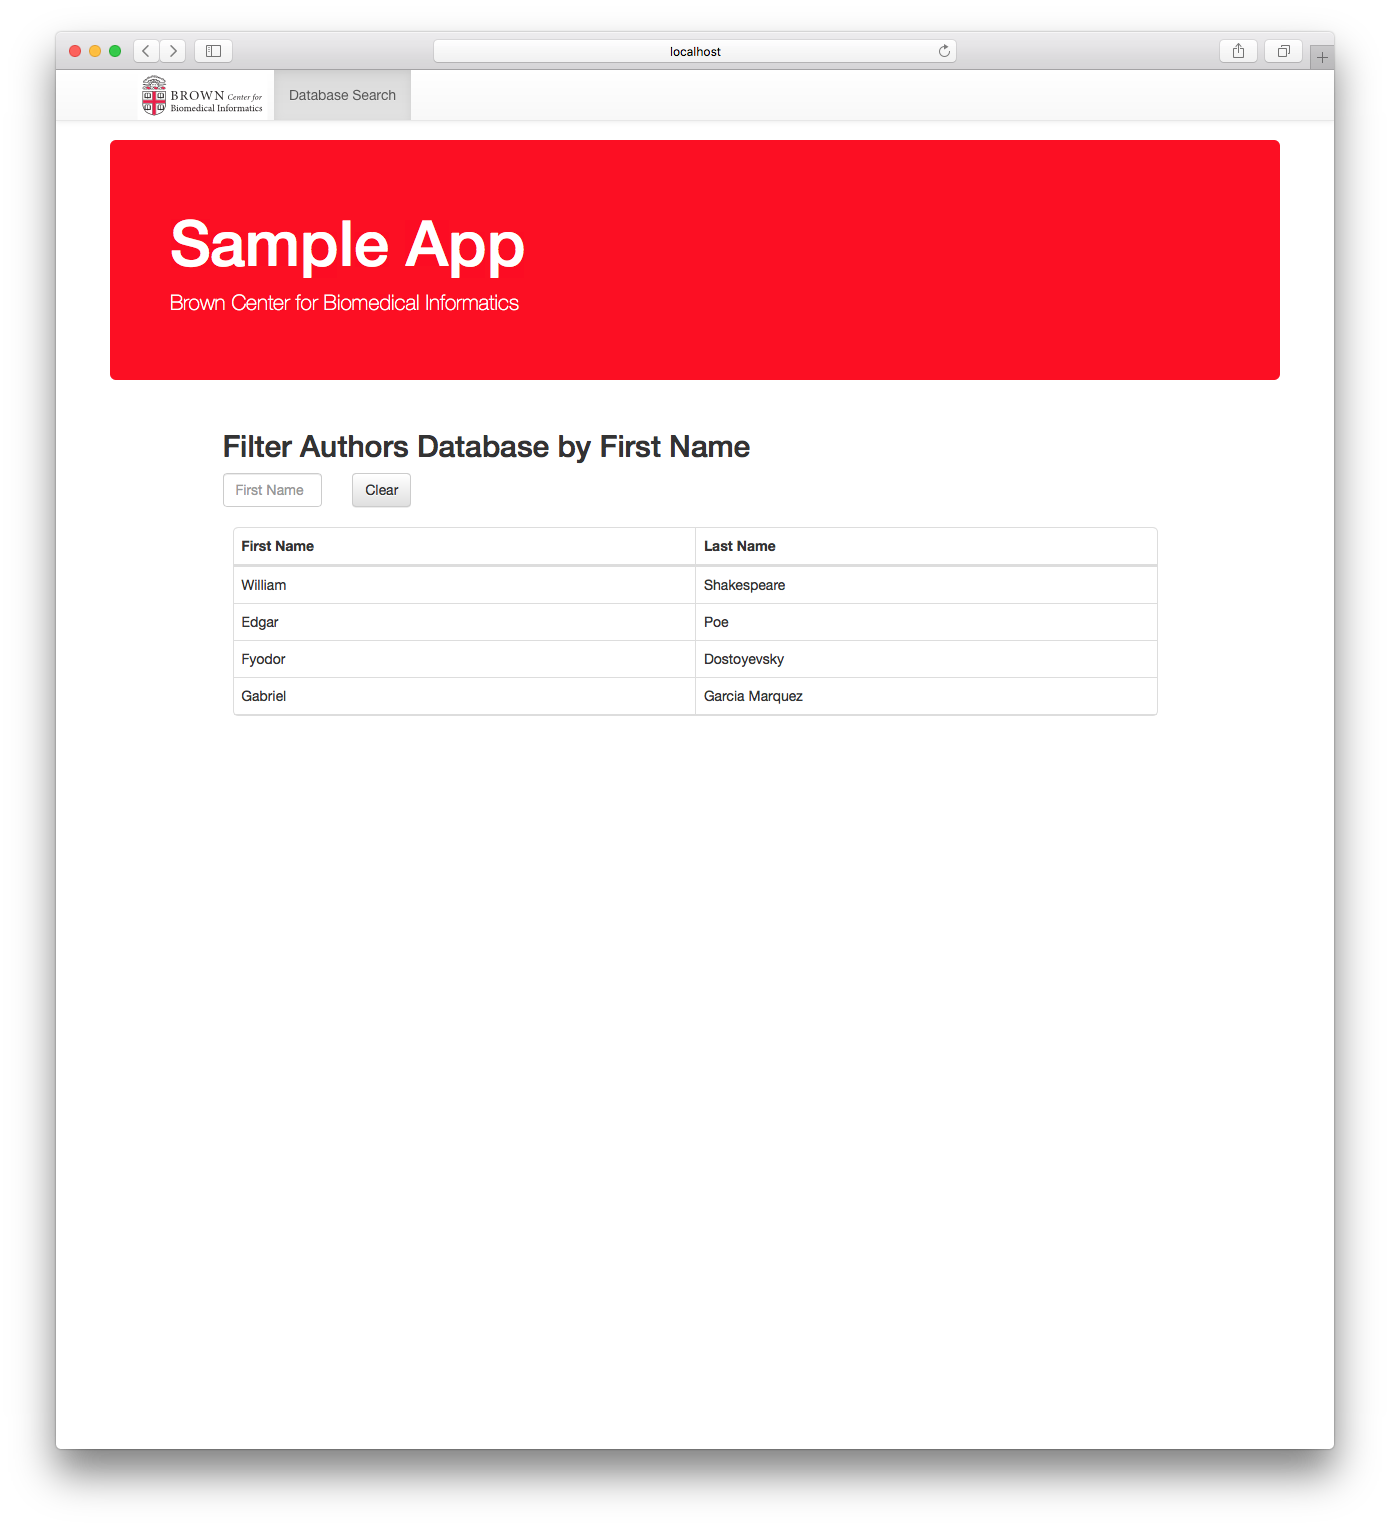 localhost
BROWN Center for
Biomedical Informatics
Database Search
Sample App
Brown Center for Biomedical Informatics
Filter Authors Database by First Name
First Name
Clear
First Name Last Name
William Shakespeare
Edgar Poe
Fyodor Dostoyevsky
Gabriel Garcia Marquez